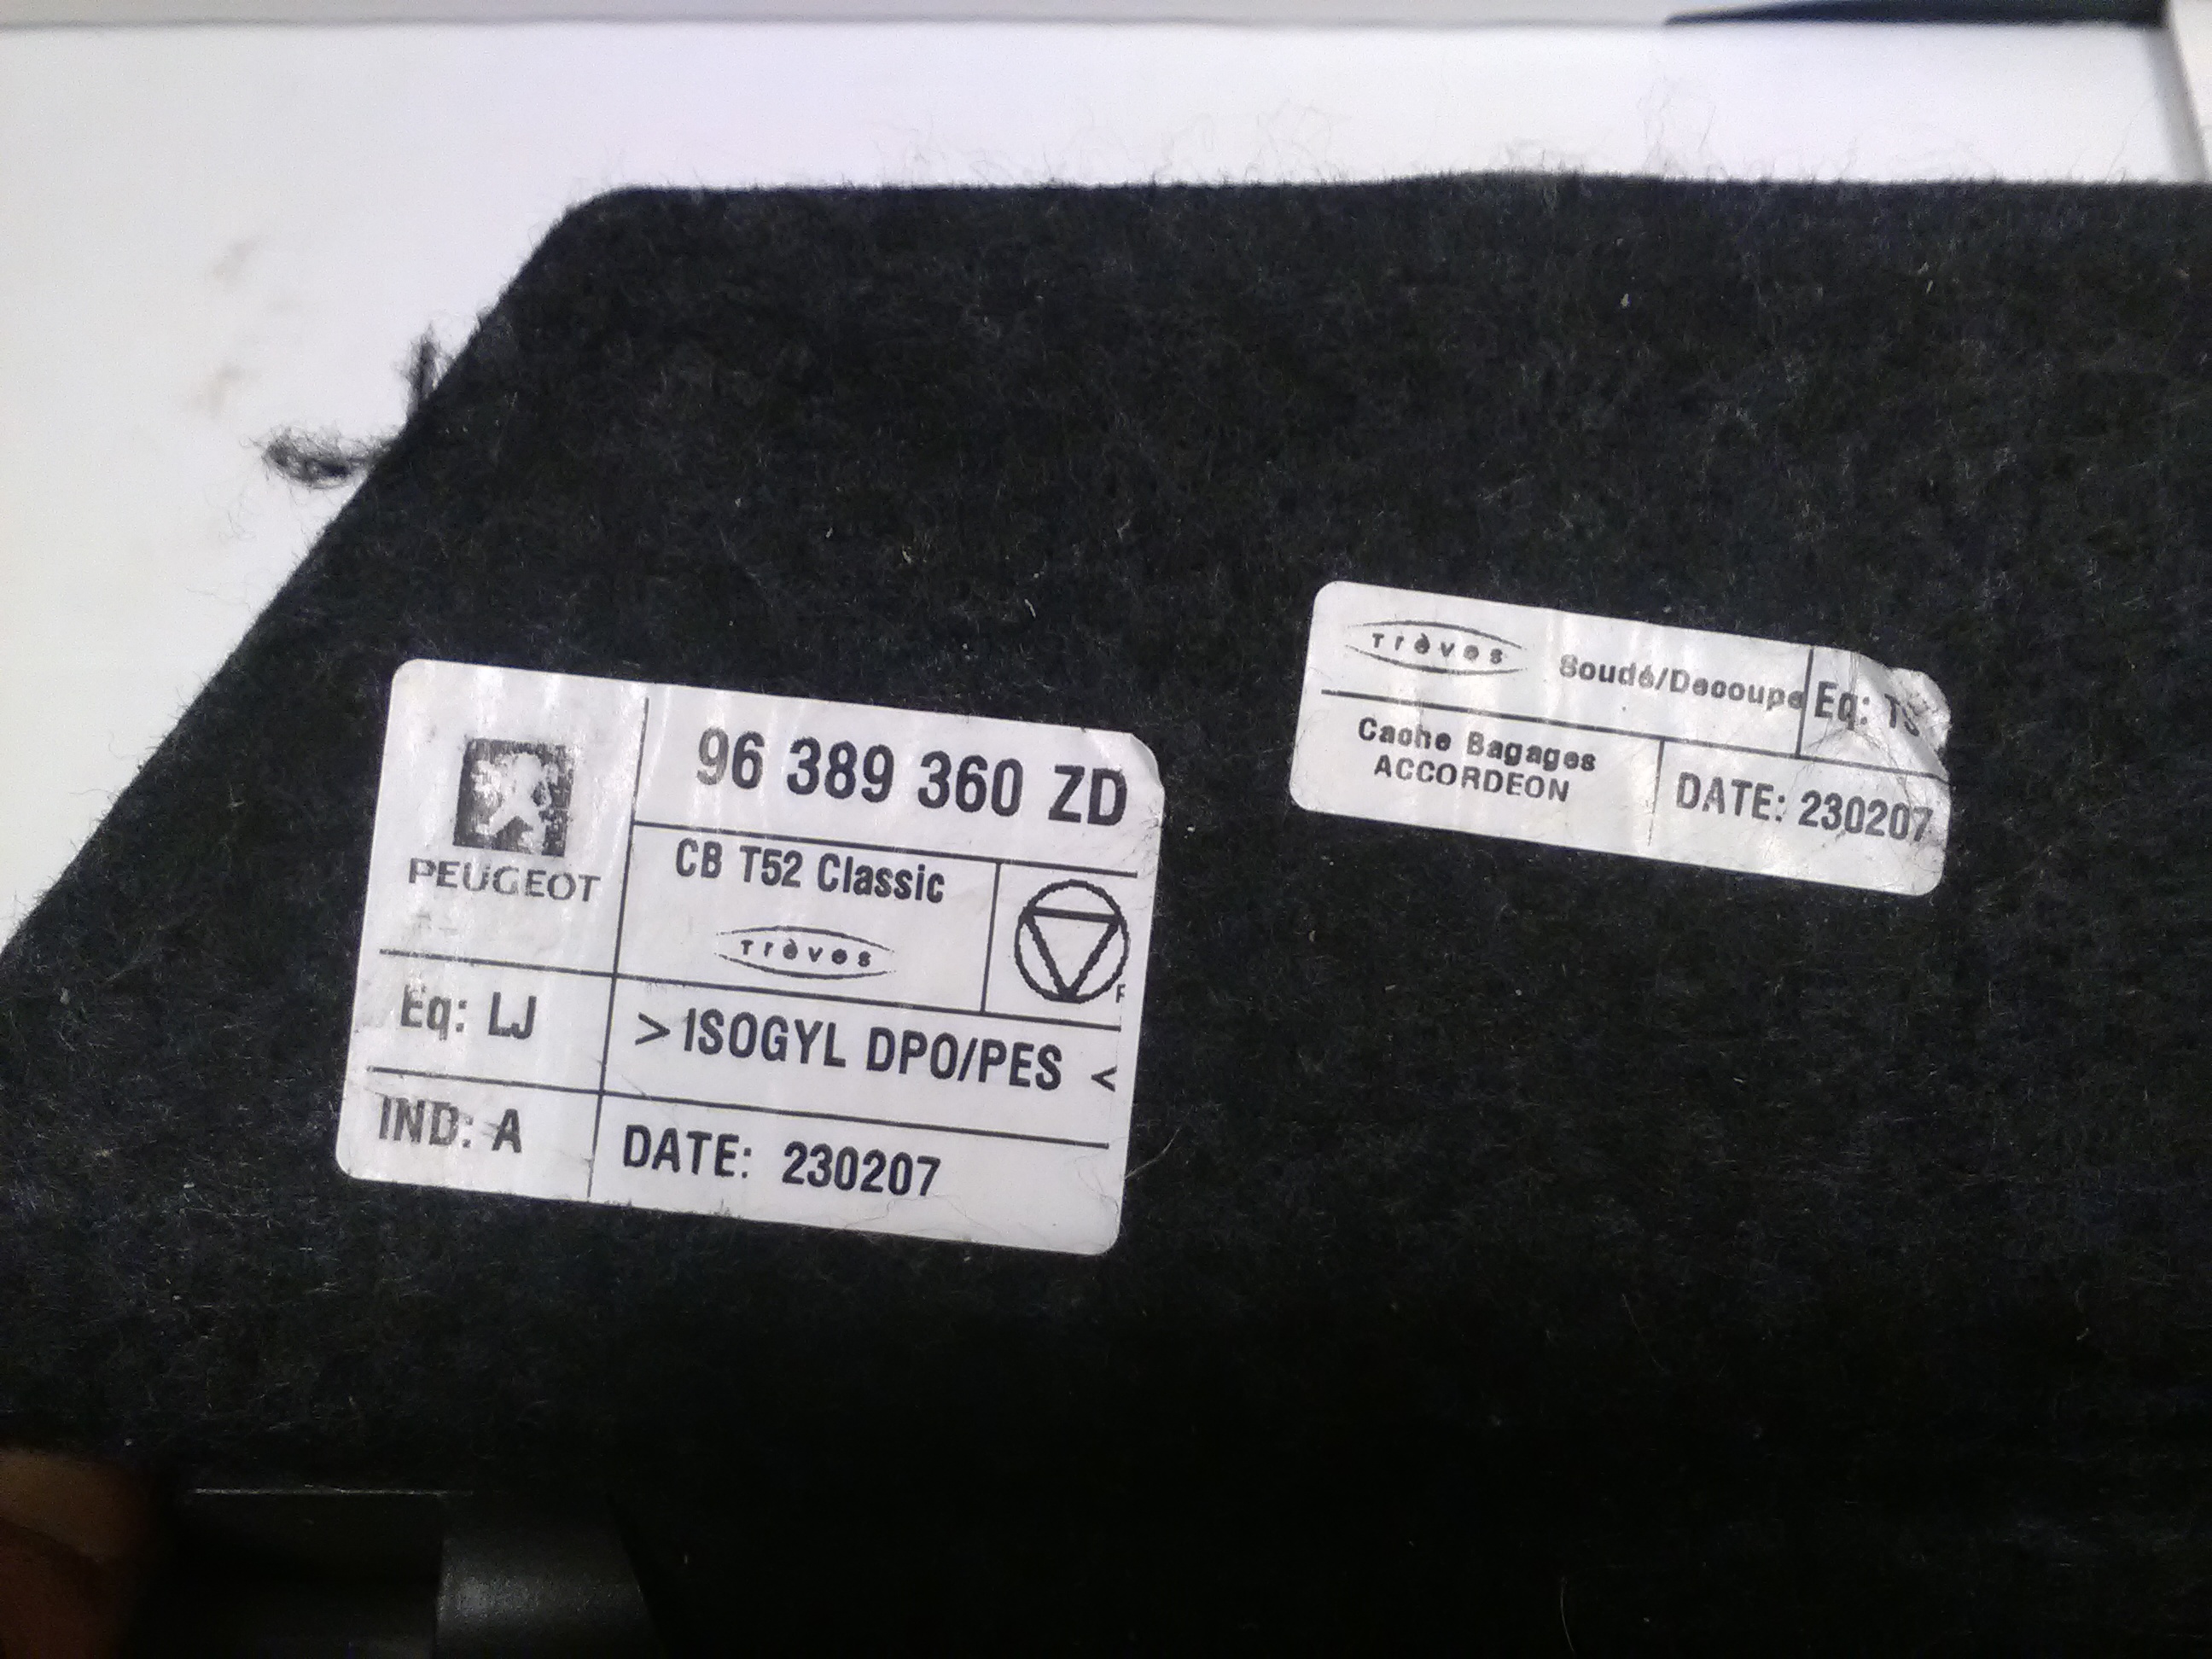 PEUGEOT
96 389 360 ZD
CB T52 Classic
Trèves
Eq: LJ
>ISOGYL DPO/PES <
IND: A
DATE: 230207
Trèves
Soudé/Decoupe
Eq:
Cache Bagages
ACCORDEON
DATE: 230207